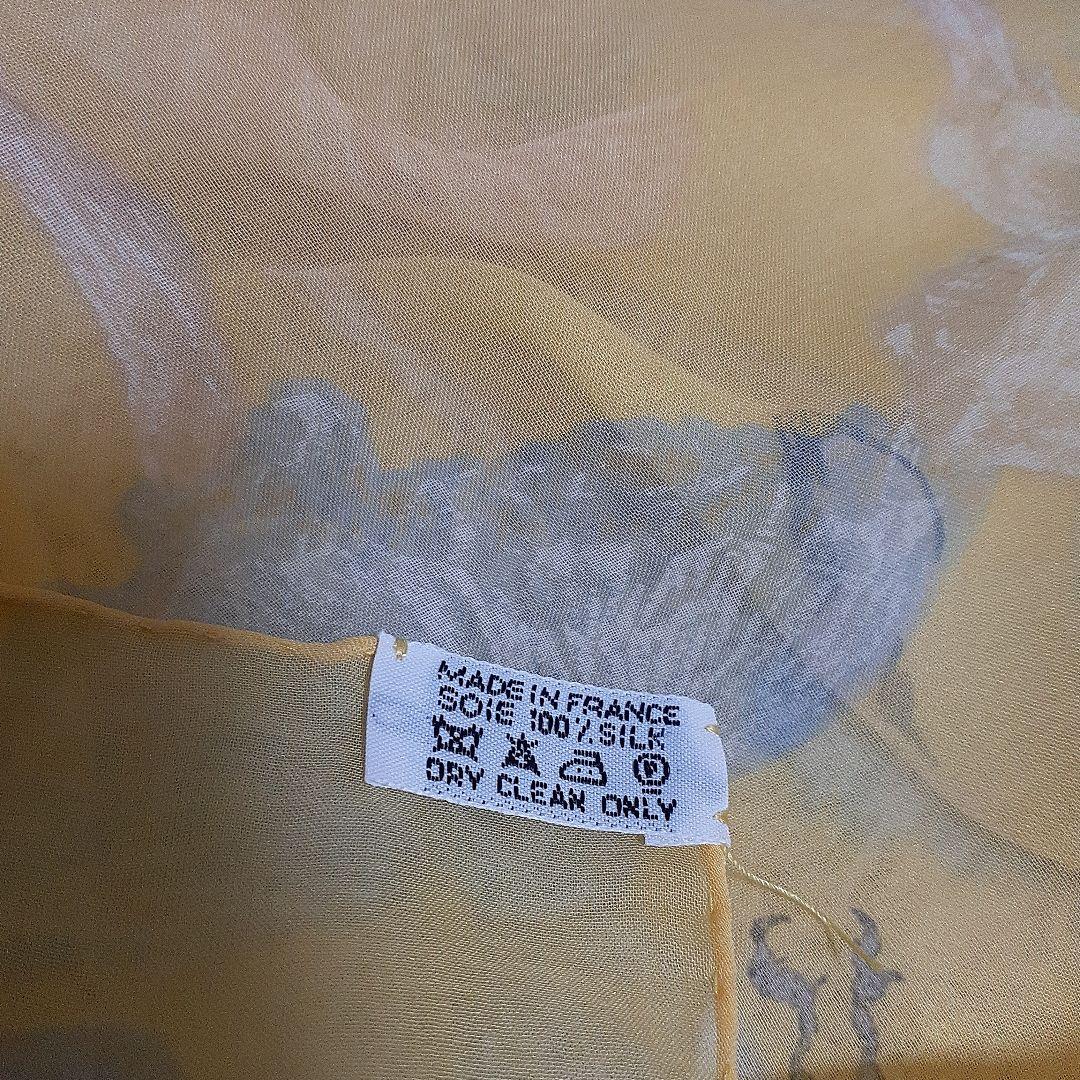 MADE IN FRANCE
SOIE 100% SILK
P
DRY CLEAN ONLY